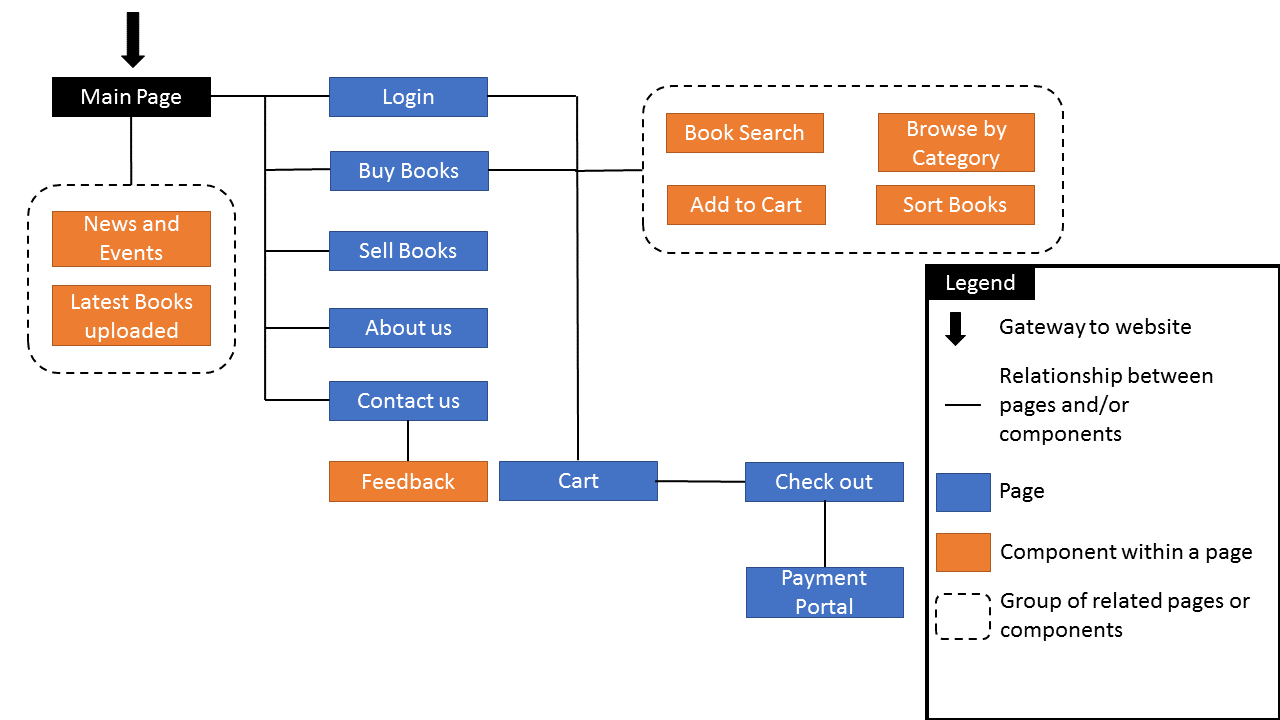 Main Page
Login
Buy Books
Sell Books
About us
Contact us
Feedback
News and
Events
Latest Books
uploaded
Book Search
Browse by
Category
Add to Cart
Sort Books
Cart
Check out
Payment
Portal
Legend
Gateway to website
Relationship between
pages and/or
components
Page
Component within a page
Group of related pages or
components